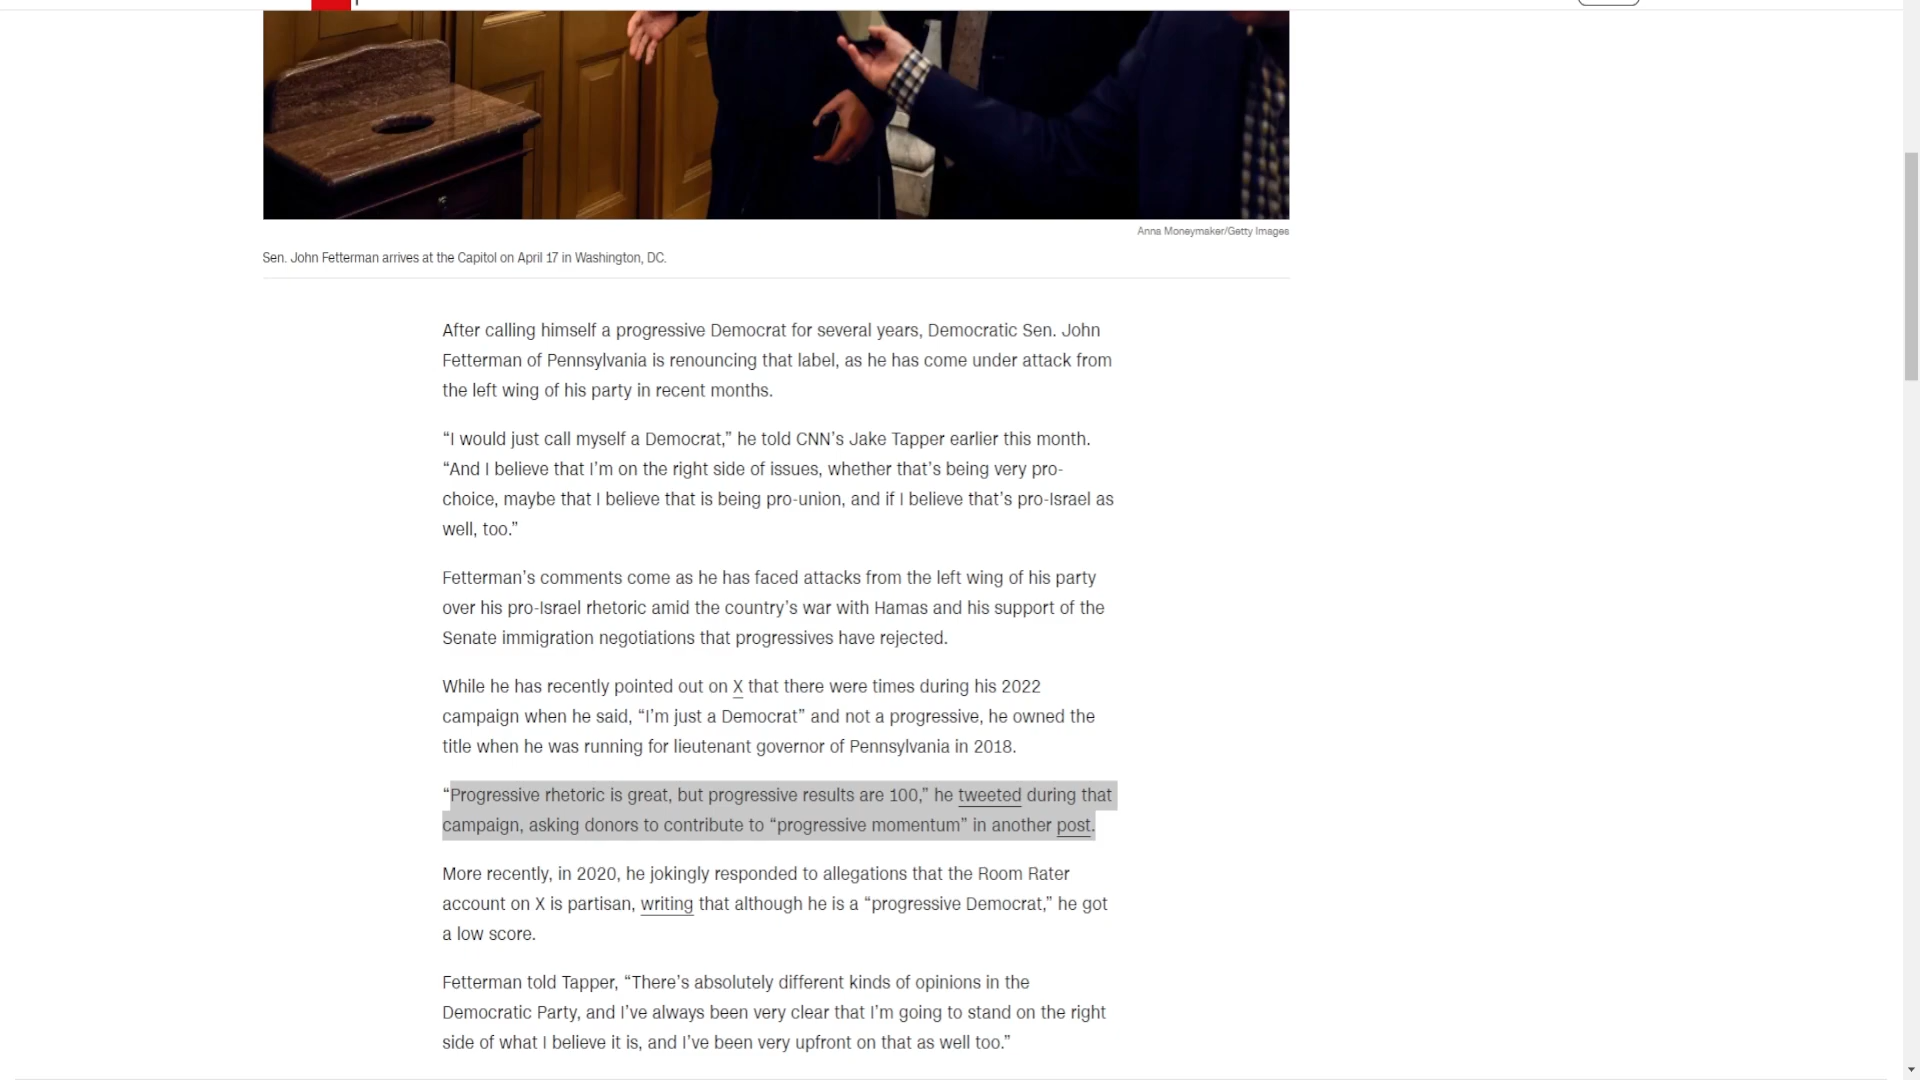 Anna Moneymaker/Getty Images
Sen. John Fetterman arrives at the Capitol on April 17 in Washington, DC.
After calling himself a progressive Democrat for several years, Democratic Sen. John
Fetterman of Pennsylvania is renouncing that label, as he has come under attack from
the left wing of his party in recent months.
“I would just call myself a Democrat,” he told CNN’s Jake Tapper earlier this month.
“And I believe that I’m on the right side of issues, whether that’s being very pro-
choice, maybe that I believe that is being pro-union, and if I believe that’s pro-Israel as
well, too.”
Fetterman’s comments come as he has faced attacks from the left wing of his party
over his pro-Israel rhetoric amid the country’s war with Hamas and his support of the
Senate immigration negotiations that progressives have rejected.
While he has recently pointed out on X that there were times during his 2022
campaign when he said, “I’m just a Democrat” and not a progressive, he owned the
title when he was running for lieutenant governor of Pennsylvania in 2018.
“Progressive rhetoric is great, but progressive results are 100,” he tweeted during that
campaign, asking donors to contribute to “progressive momentum” in another post.
More recently, in 2020, he jokingly responded to allegations that the Room Rater
account on X is partisan, writing that although he is a “progressive Democrat,” he got
a low score.
Fetterman told Tapper, “There’s absolutely different kinds of opinions in the
Democratic Party, and I’ve always been very clear that I’m going to stand on the right
side of what I believe it is, and I’ve been very upfront on that as well too.”